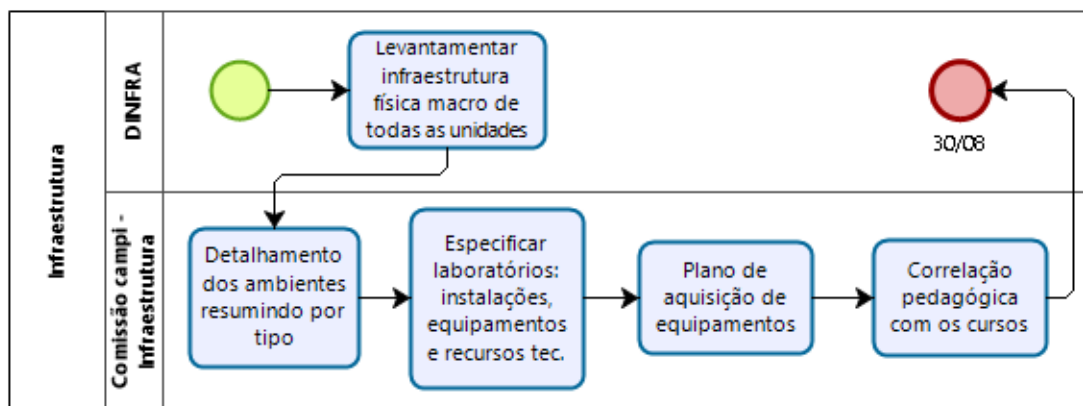 Infraestrutura
DINFRA
Levantamentar
infraestrutura
física macro de
todas as unidades
30/08
Comissão campi -
Infraestrutura
Detalhamento
dos ambientes
resumindo por
tipo
Especificar
laboratórios:
instalações,
equipamentos
e recursos tec.
Plano de
aquisição de
equipamentos
Correlação
pedagógica
com os cursos